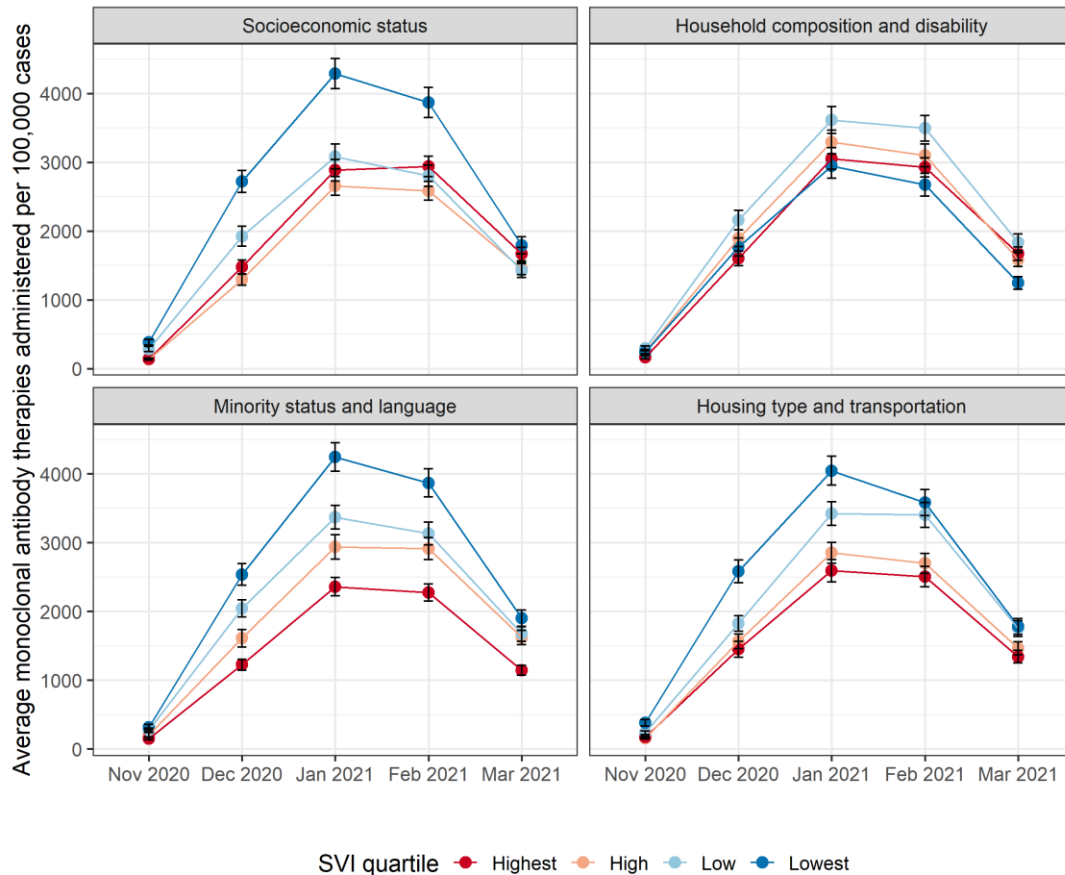 Average monoclonal antibody therapies administered per 100,000 cases
Socioeconomic status
Household composition and disability
4000
3000
2000
1000
0
Minority status and language
Housing type and transportation
4000
3000
2000
1000
0
Nov 2020 Dec 2020 Jan 2021 Feb 2021 Mar 2021
Nov 2020 Dec 2020 Jan 2021 Feb 2021 Mar 2021
SVI quartile Highest High Low Lowest